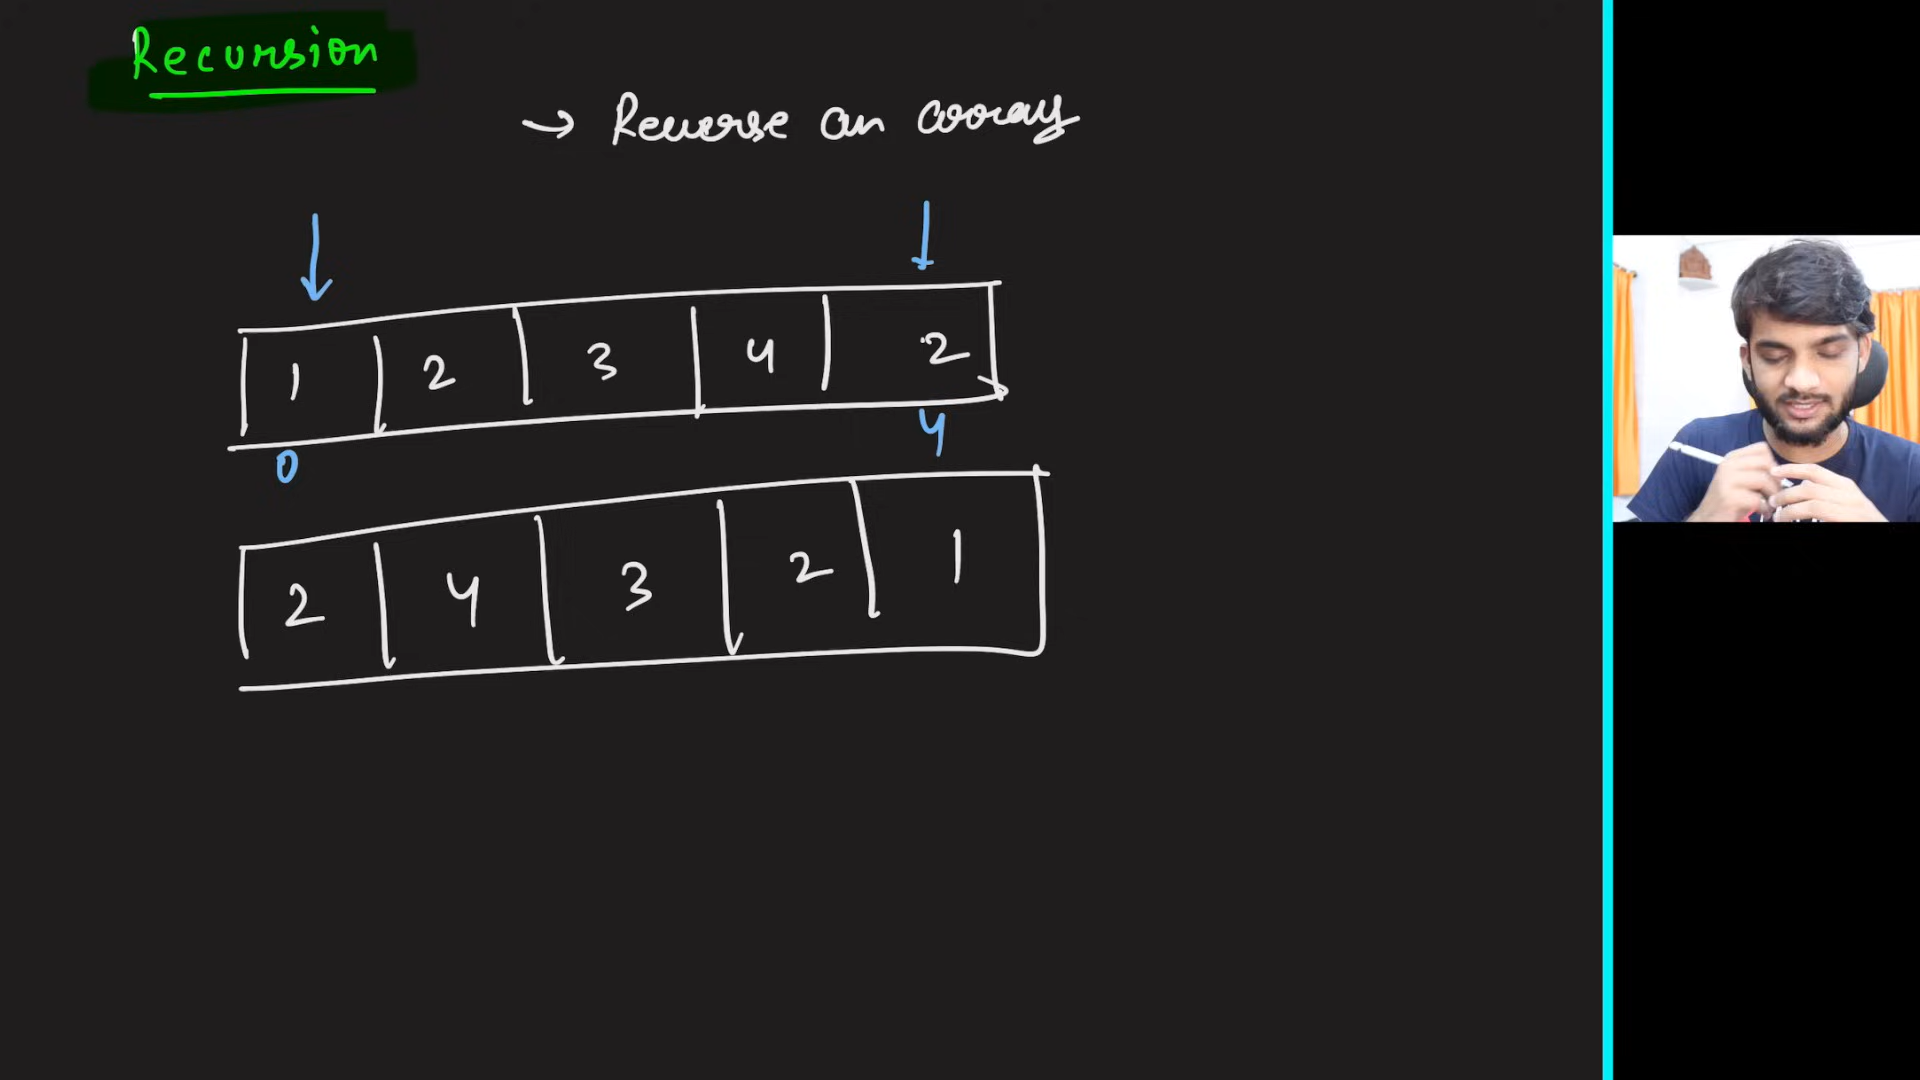 Recursion
→ Reverse an array
1 2 3 4 2
0 4
2 4 3 2 1